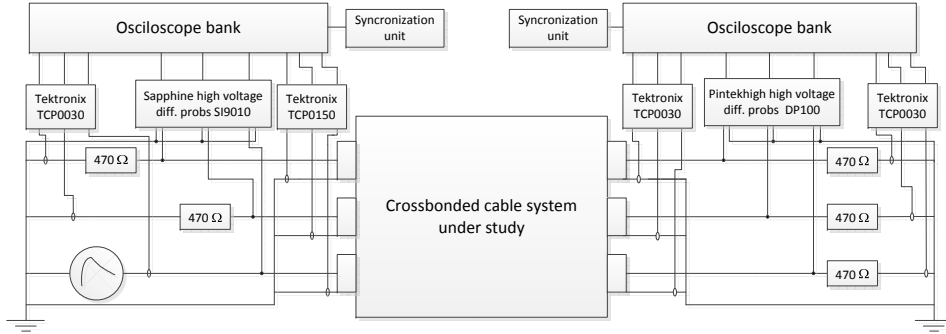 Osciloscope bank
Syncronization
unit
Syncronization
unit
Osciloscope bank
Tektronix
TCP0030
Sapphine high voltage
diff. probs SI9010
Tektronix
TCP0150
Tektronix
TCP0030
Pintekhigh high voltage
diff. probs DP100
Tektronix
TCP0030
470 Ω
470 Ω
Crossbonded cable system
under study
470 Ω
470 Ω
470 Ω